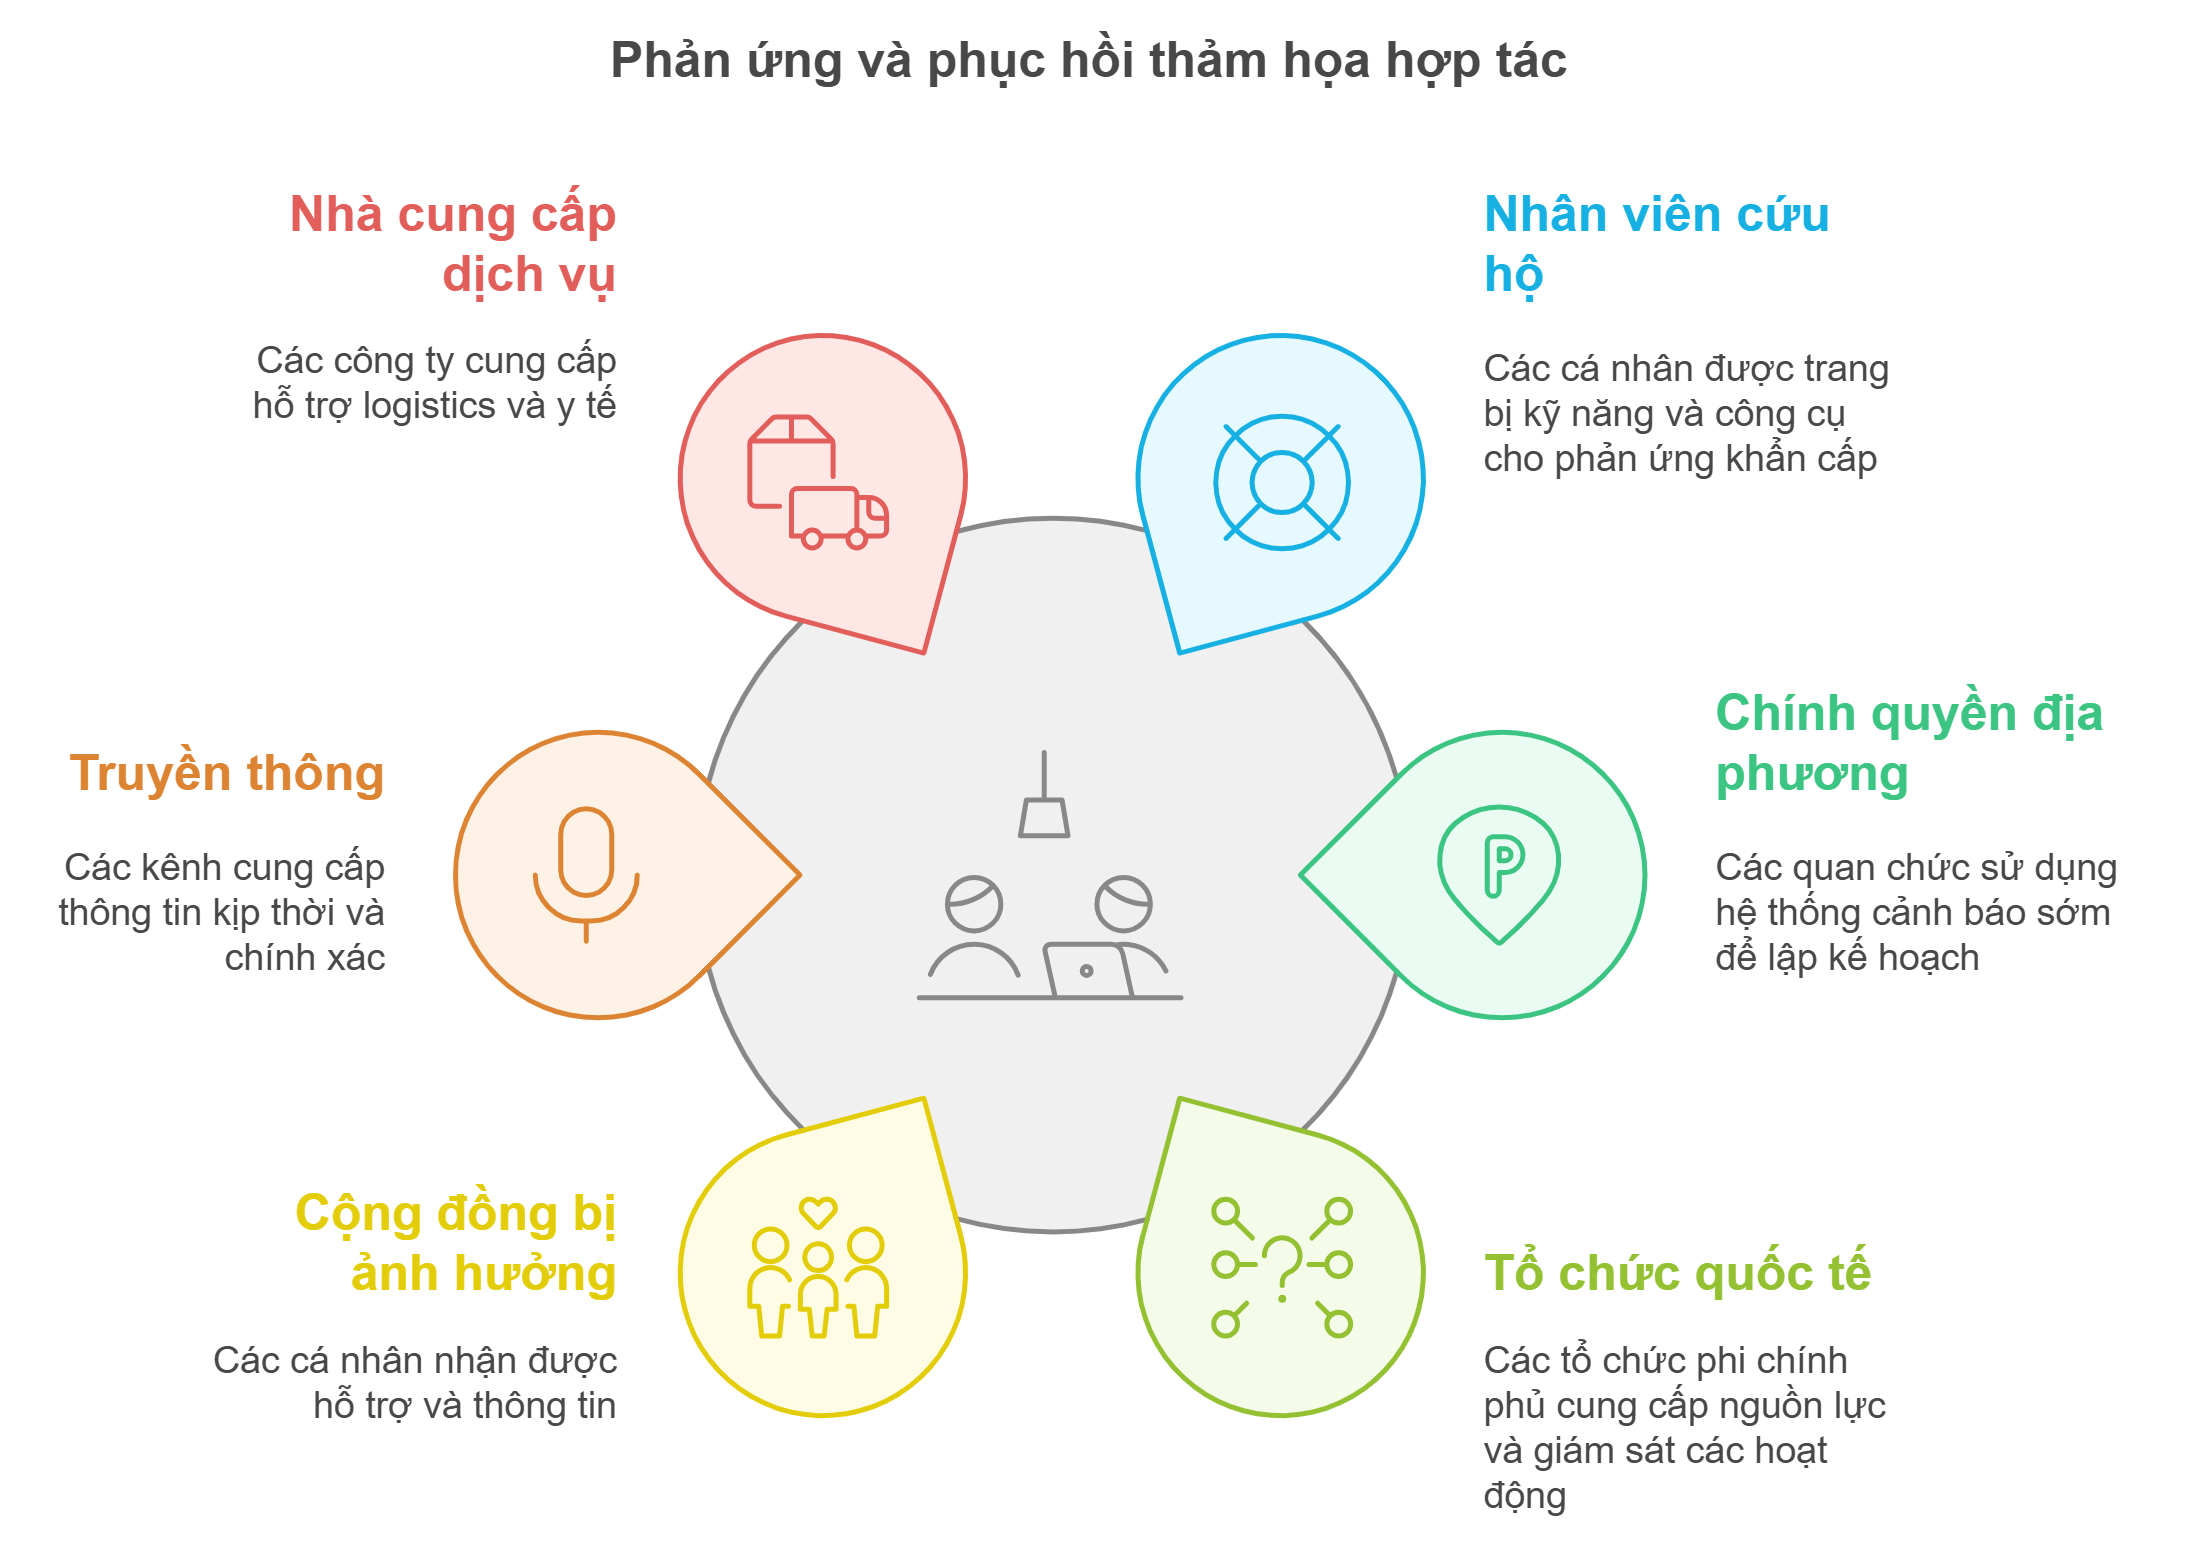 Phản ứng và phục hồi thảm họa hợp tác
Nhà cung cấp
dịch vụ
Các công ty cung cấp
hỗ trợ logistics và y tế
Nhân viên cứu
hộ
Các cá nhân được trang
bị kỹ năng và công cụ
cho phản ứng khẩn cấp
Truyền thông
Các kênh cung cấp
thông tin kịp thời và
chính xác
Chính quyền địa
phương
Các quan chức sử dụng
hệ thống cảnh báo sớm
để lập kế hoạch
P
Cộng đồng bị
ảnh hưởng
Các cá nhân nhận được
hỗ trợ và thông tin
?
Tổ chức quốc tế
Các tổ chức phi chính
phủ cung cấp nguồn lực
và giám sát các hoạt
động